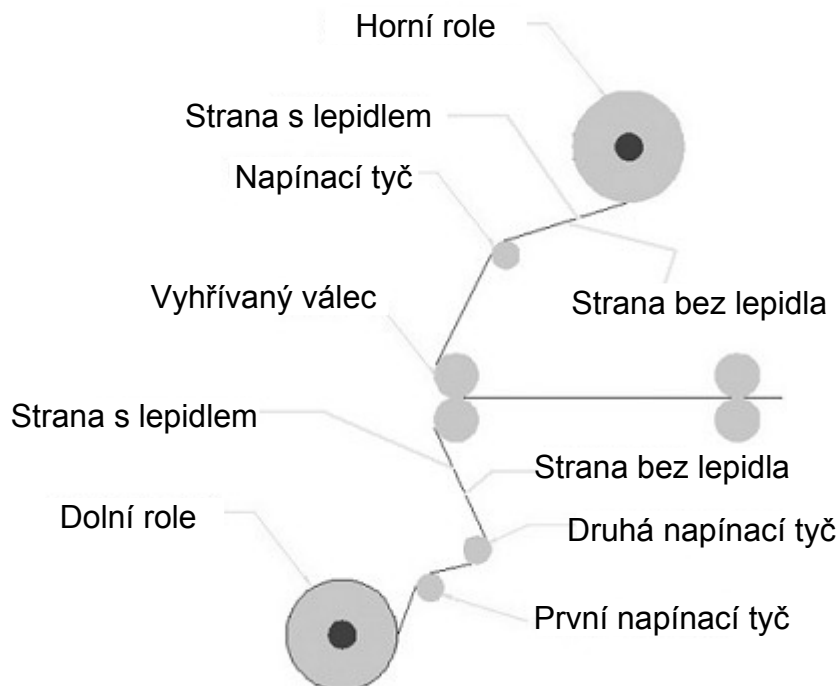 Horní role
Strana s lepidlem
Napínací tyč
Vyhřívaný válec
Strana bez lepidla
Strana s lepidlem
Strana bez lepidla
Dolní role
Druhá napínací tyč
První napínací tyč